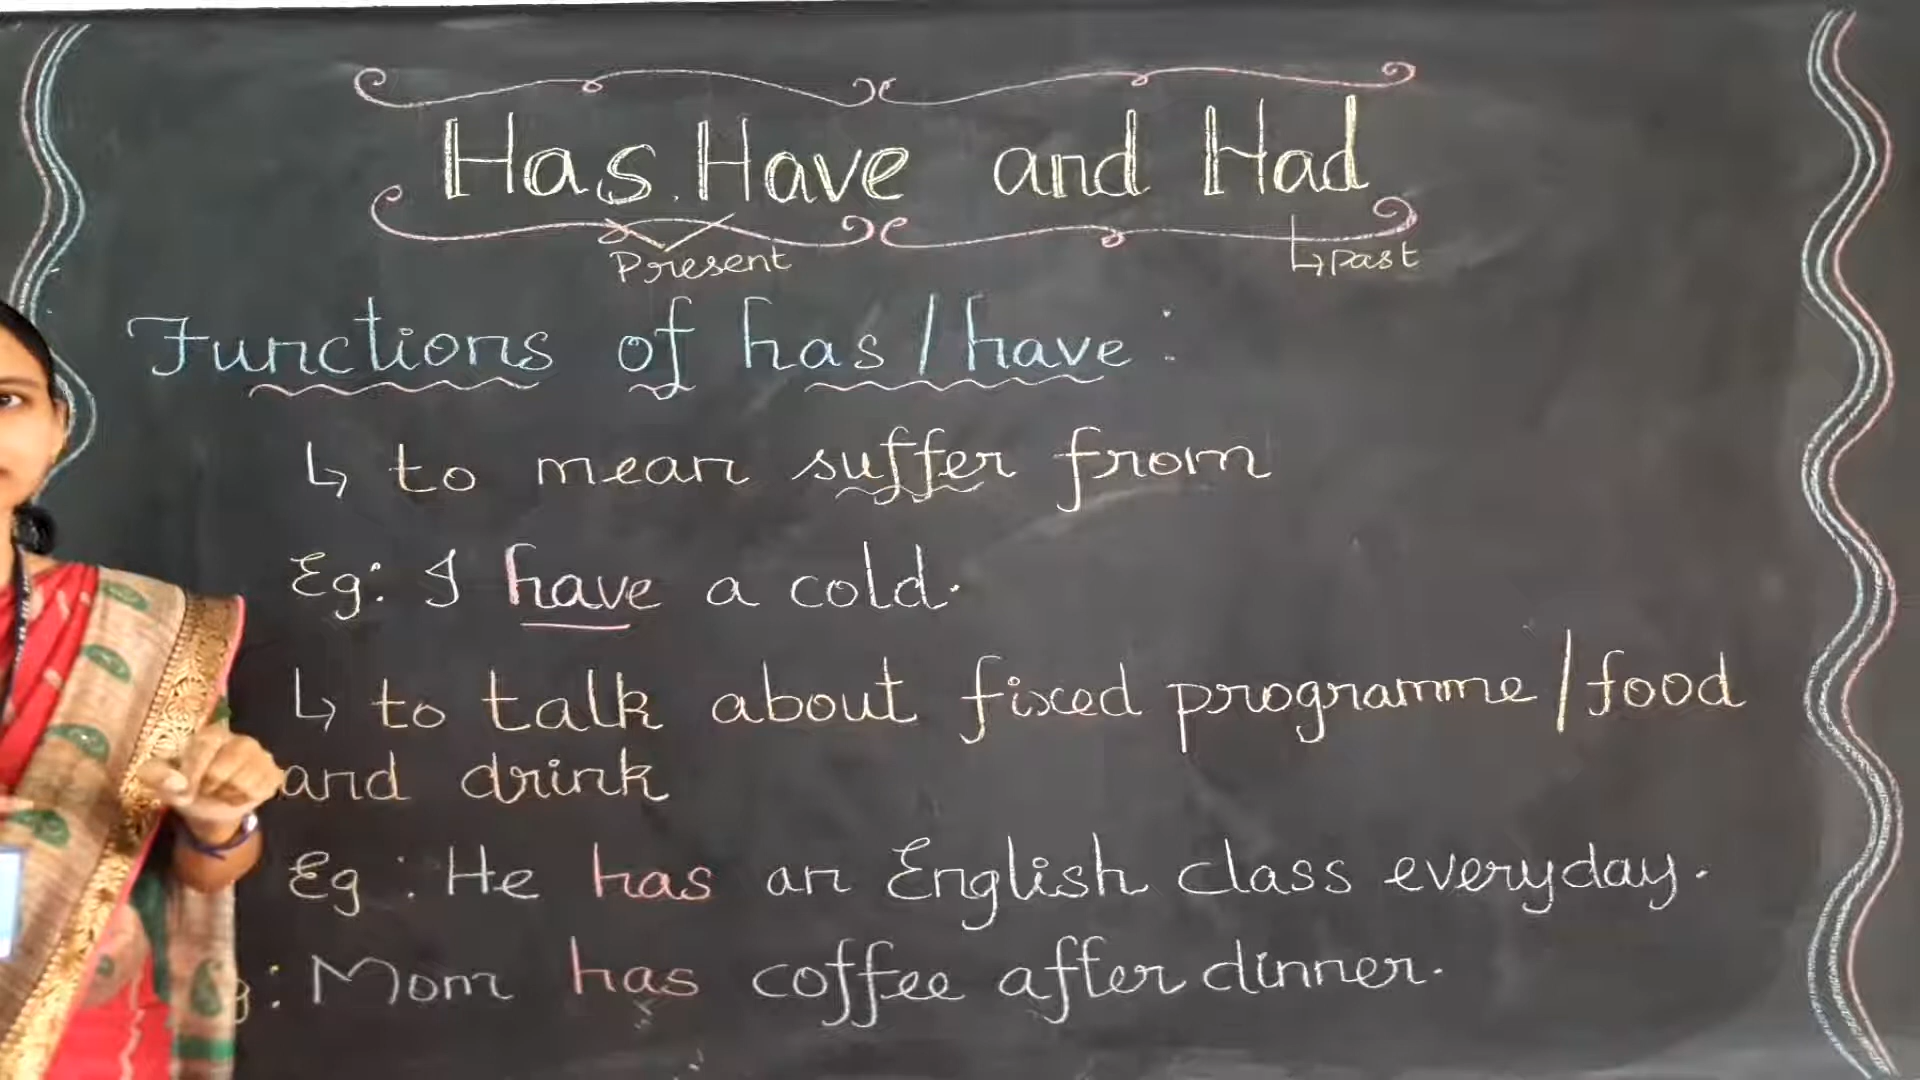 Has. Have and Had
Present
↳ past
Functions of has / have :
↳ to mean suffer from
Eg: I have a cold.
↳ to talk about fixed programme / food
and drink
Eg : He has an English class everyday.
: Mom has coffee after dinner.